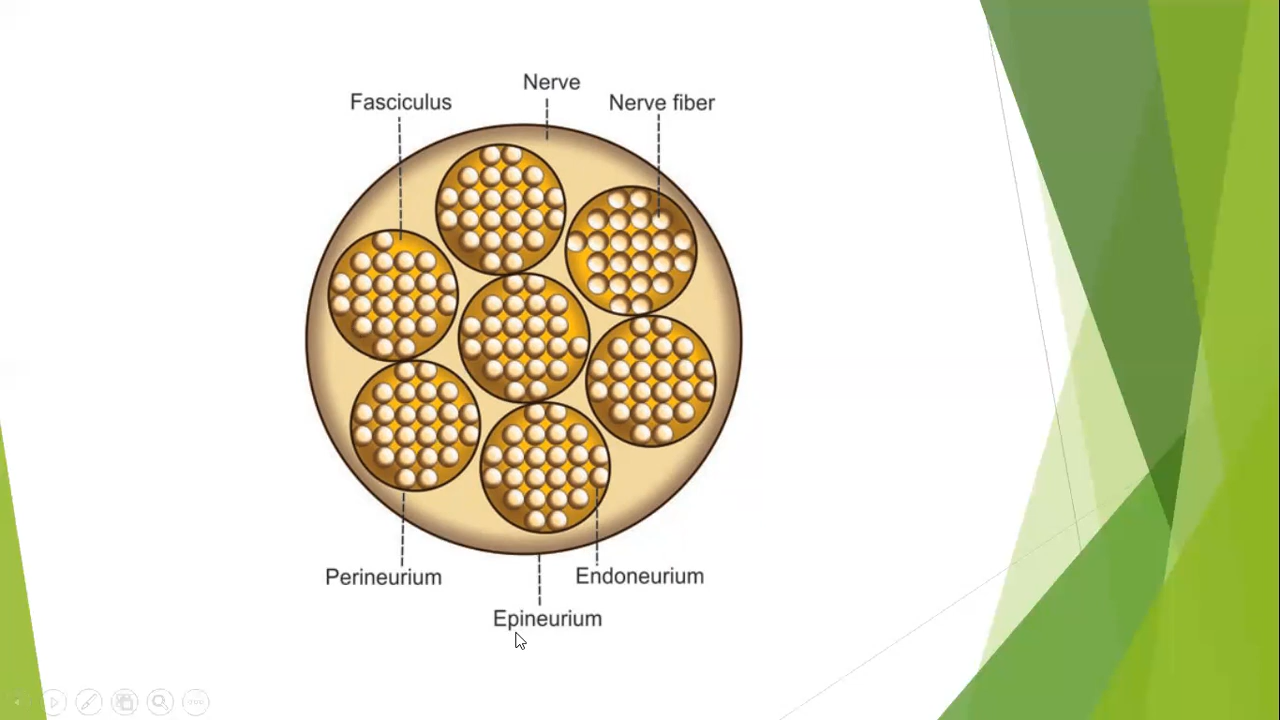 Nerve
Fasciculus
Nerve fiber
Perineurium
Endoneurium
Epineurium